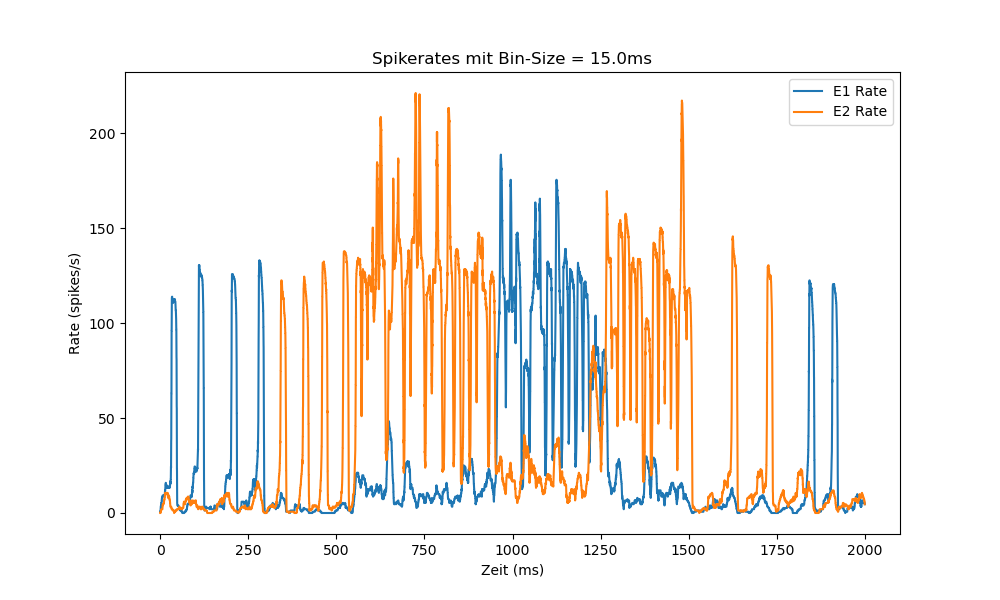 Spikerates mit Bin-Size = 15.0ms
E1 Rate
E2 Rate
200
150
100
50
0
Rate (spikes/s)
0 250 500 750 1000 1250 1500 1750 2000
Zeit (ms)